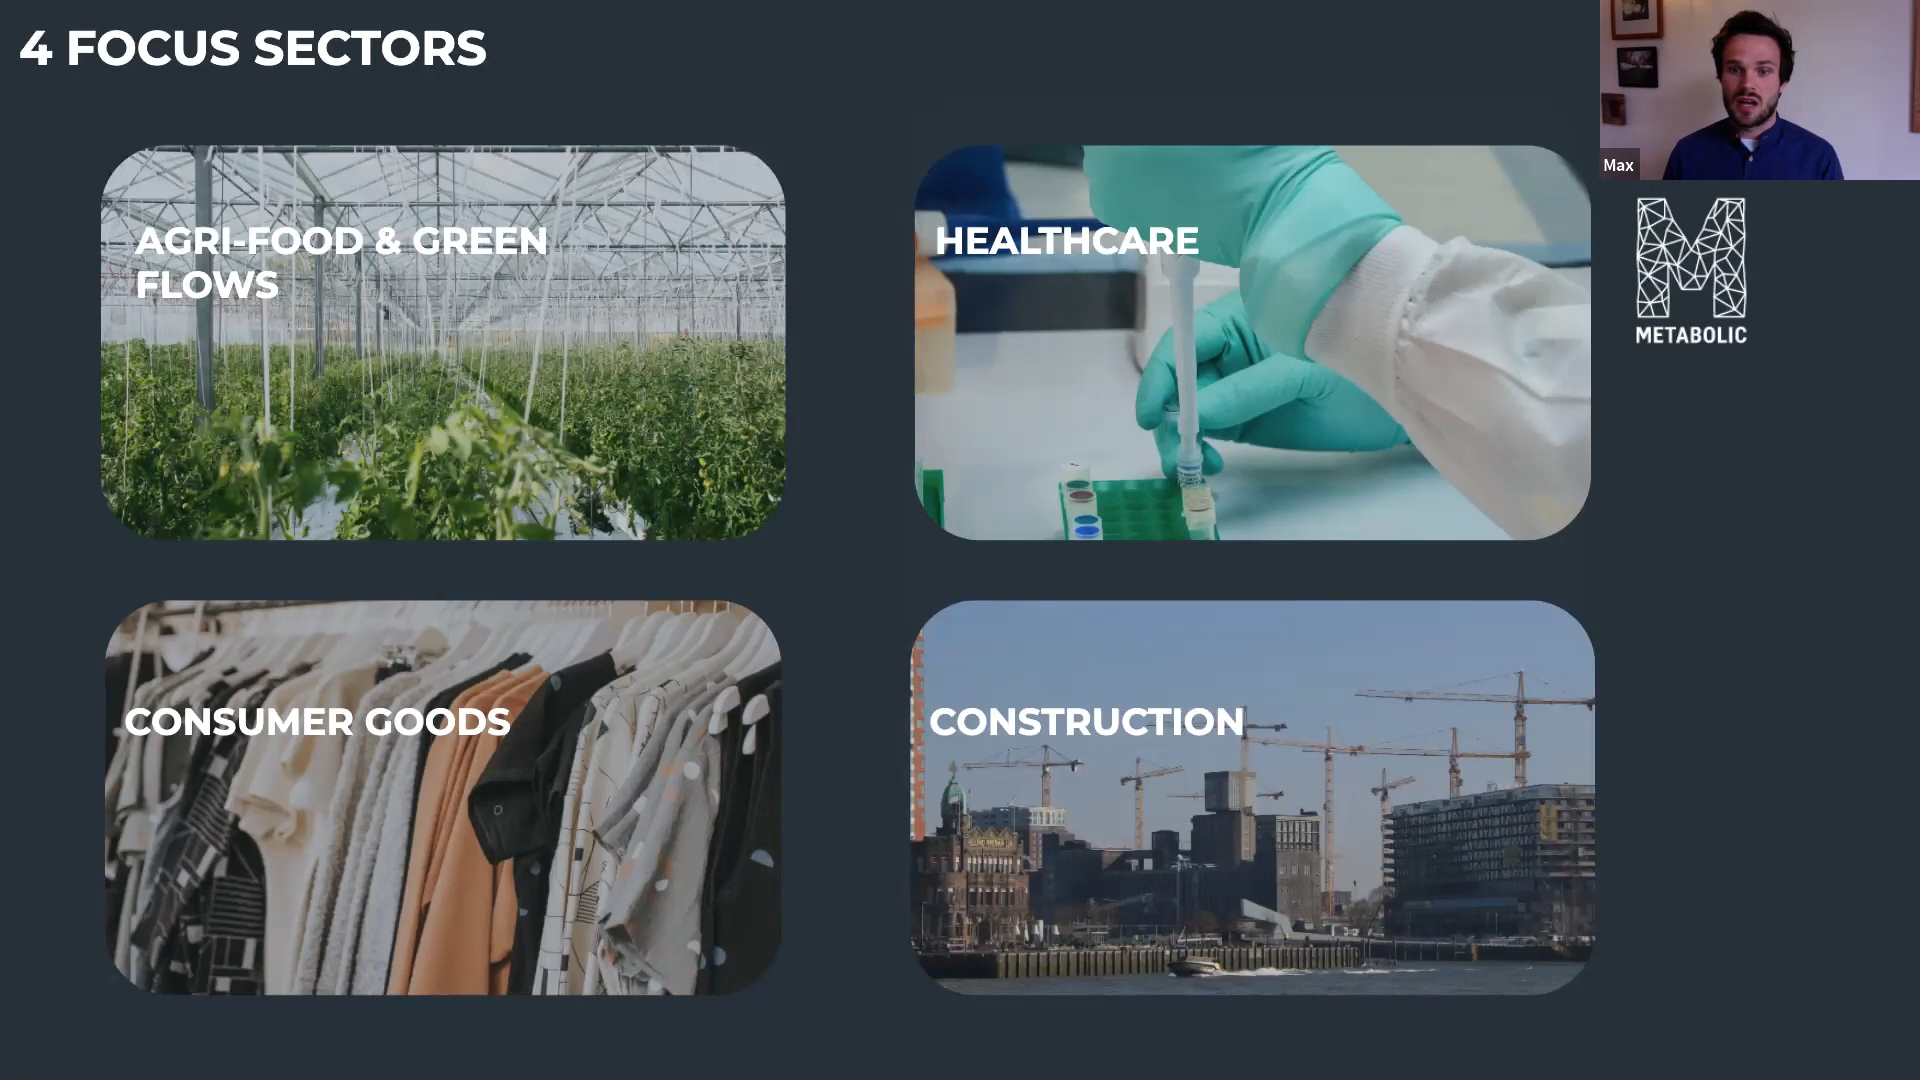 4 FOCUS SECTORS
AGRI-FOOD & GREEN
FLOWS
HEALTHCARE
CONSUMER GOODS
CONSTRUCTION
Max
METABOLIC